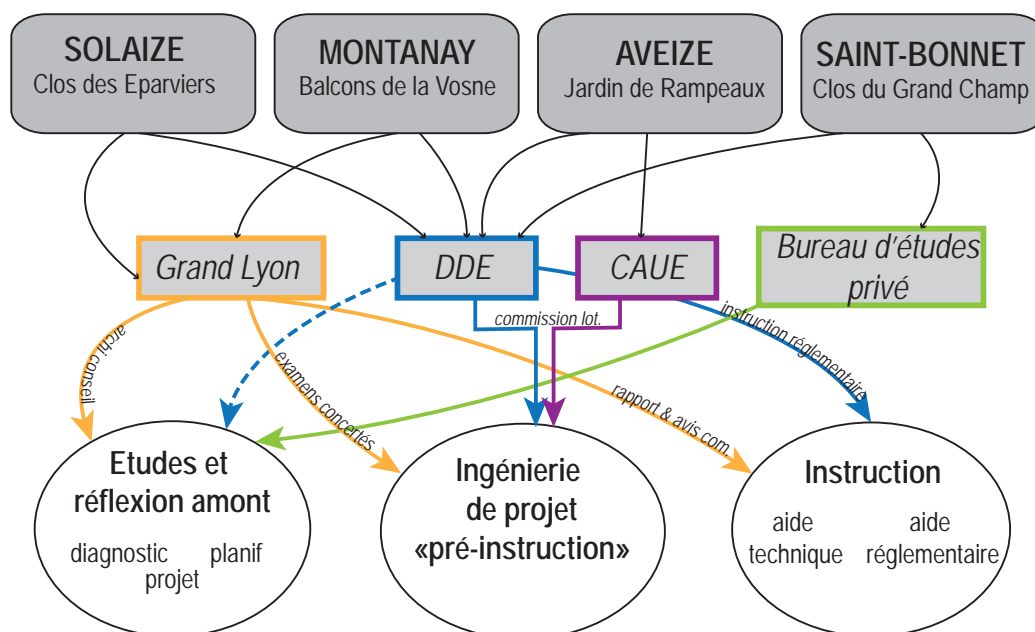 SOLAIZE
Clos des Eparviers
MONTANAY
Balcons de la Vosne
AVEIZE
Jardin de Rampeaux
SAINT-BONNET
Clos du Grand Champ
Grand Lyon
DDE
CAUE
Bureau d'études
privé
archi conseil
examens concertés
commission lot.
rapport & avis com.
instruction réglementaire
Etudes et
réflexion amont
diagnostic planif
projet
Ingénierie
de projet
«pré-instruction»
Instruction
aide
technique
aide
réglementaire